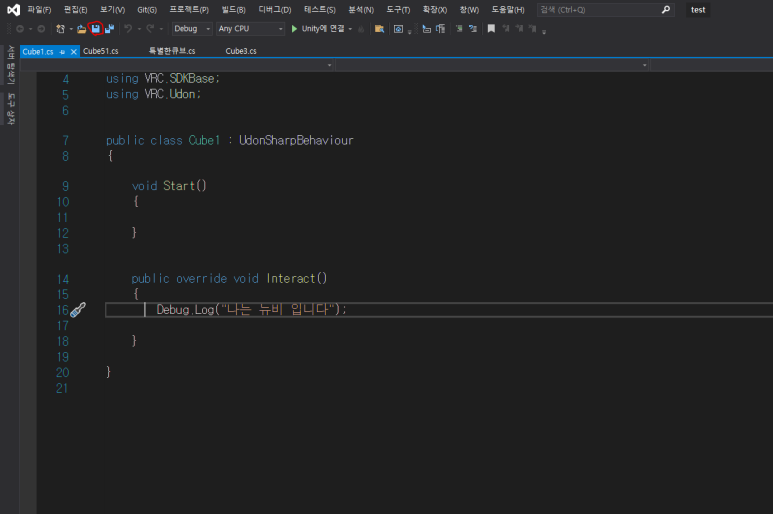 파일(F) 편집(E) 보기(V) Git(G) 프로젝트(P) 빌드(B) 디버그(D) 테스트(S) 분석(N) 도구(T) 확장(X) 창(W) 도움말(H) 검색 (Ctrl+Q) test
Debug Any CPU Unity에 연결
Cube1.cs Cube51.cs 특별한큐브.cs Cube3.cs
서버 탐색기
도구 상자
4 using VRC.SDKBase;
5 using VRC.Udon;
6
7 public class Cube1 : UdonSharpBehaviour
8 {
9 void Start()
10 {
11
12 }
13
14 public override void Interact()
15 {
16 Debug.Log("나는 뉴비 입니다");
17
18 }
19
20 }
21